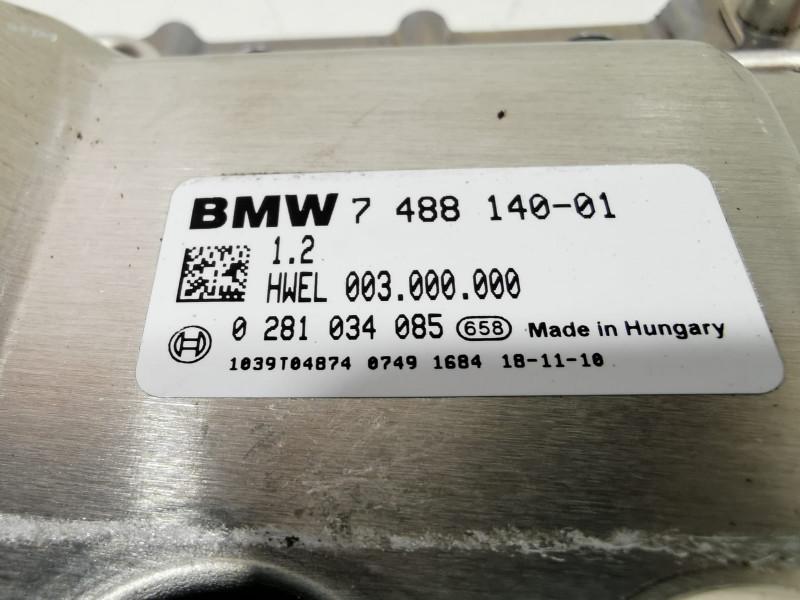 BMW 7 488 140-01
1.2
HWEL 003.000.000
0 281 034 085 658 Made in Hungary
1039T04874 0749 1684 18-11-10